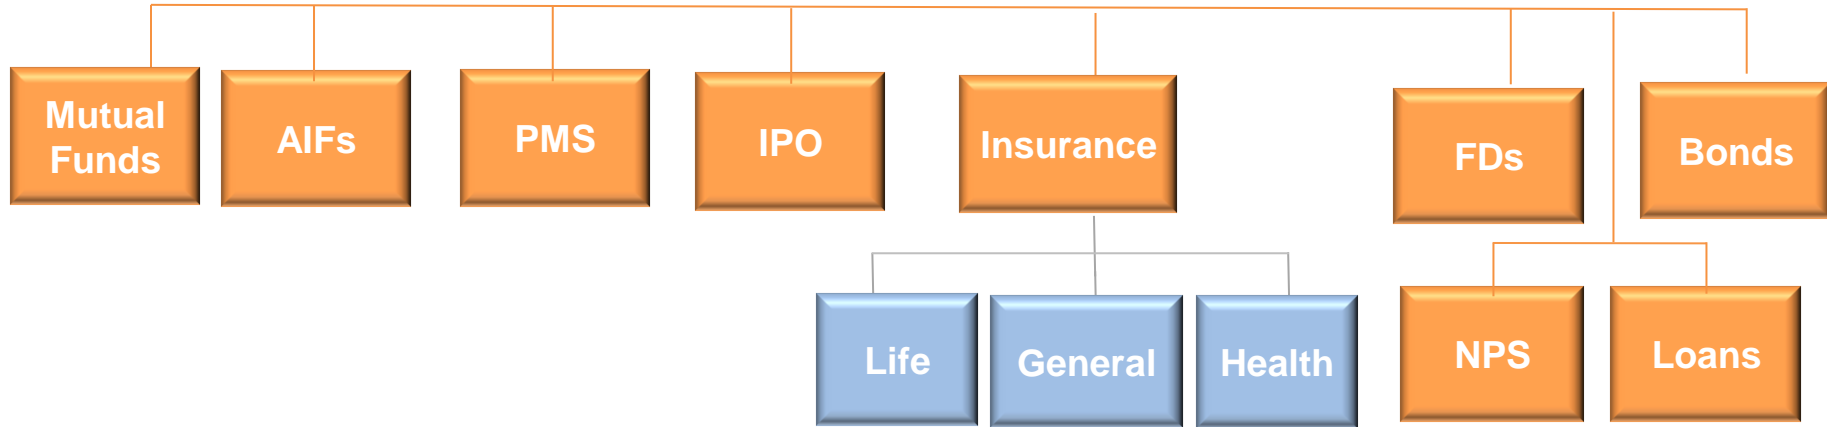 Mutual
Funds
AIFs
PMS
IPO
Insurance
FDs
Bonds
Life
General
Health
NPS
Loans